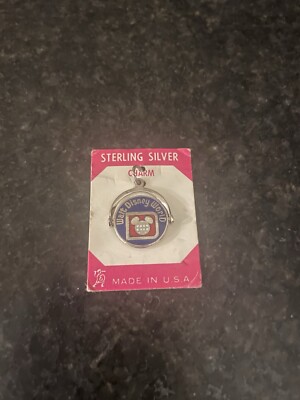 STERLING SILVER
CHARM
Walt Disney World
MADE IN U.S.A.